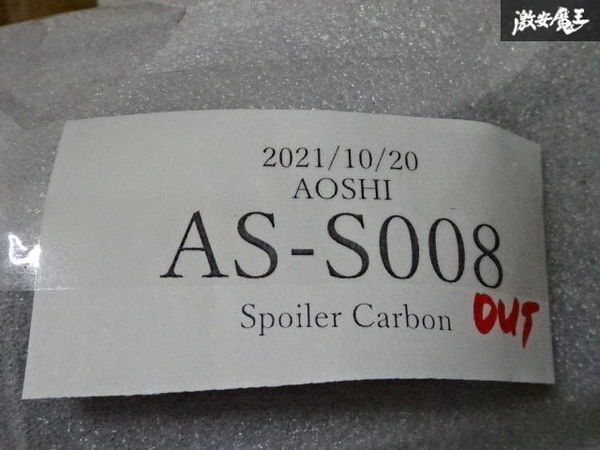 激安魔王
2021/10/20
AOSHI
AS-S008
Spoiler Carbon OUT